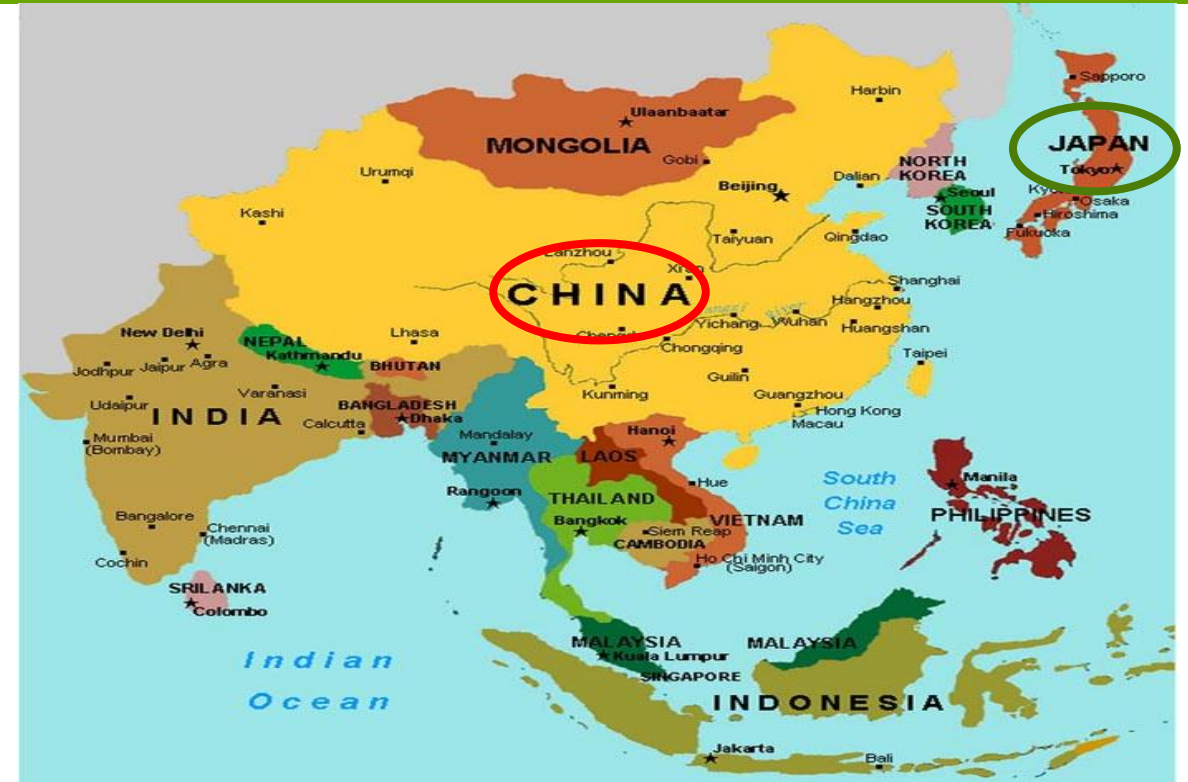 Sapporo
Harbin
Ulaanbaatar
MONGOLIA
JAPAN
Gobi
NORTH
KOREA
Tokyo
Urumqi
Dalian
Beijing
Seoul
Osaka
Kashi
SOUTH
KOREA
Hiroshima
Fukuoka
Taiyuan
Qingdao
Lanzhou
CHINA
Shanghai
Hangzhou
River
Yichang
Wuhan
Huangshan
New Delhi
NEPAL
Kathmandu
Lhasa
Chongqing
Taipei
Jodhpur
Jaipur
Agra
BHUTAN
Guilin
Varanasi
Kunming
Guangzhou
Udaipur
INDIA
BANGLADESH
Dhaka
Calcutta
Hong Kong
Macau
Mumbai
(Bombay)
Mandalay
Hanoi
MYANMAR
LAOS
South
China
Sea
Manila
Hue
Rangoon
THAILAND
PHILIPPINES
Bangalore
Bangkok
VIETNAM
Chennai
(Madras)
Siem Reap
CAMBODIA
Cochin
Ho Chi Minh City
(Saigon)
SRILANKA
Colombo
MALAYSIA
MALAYSIA
Kuala Lumpur
Indian
Ocean
SINGAPORE
INDONESIA
Jakarta
Bali